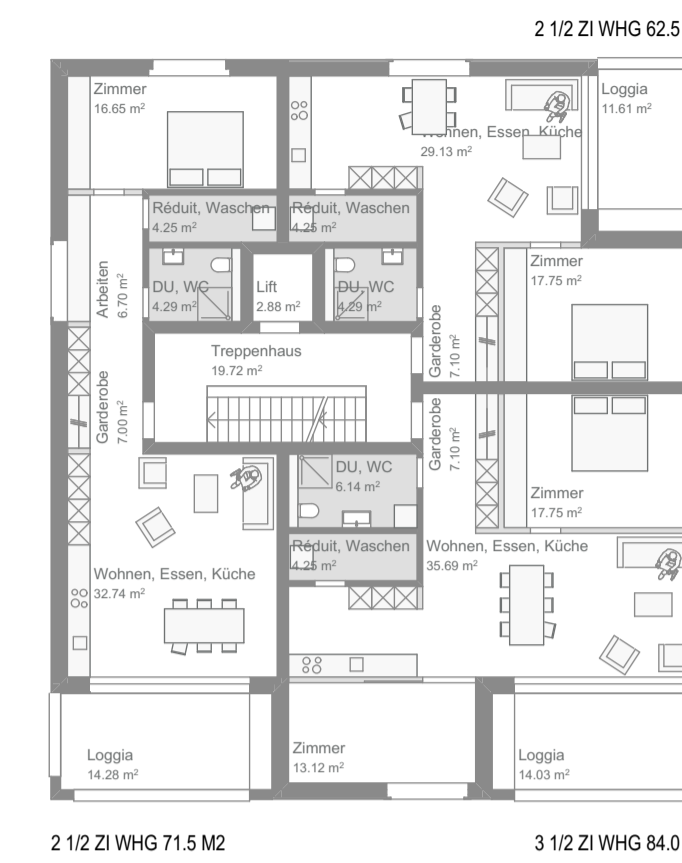 2 1/2 ZI WHG 62.5
Zimmer
16.65 m²
Wohnen, Essen, Küche
29.13 m²
Loggia
11.61 m²
Réduit, Waschen
4.25 m²
Réduit, Waschen
4.25 m²
Arbeiten
6.70 m²
DU, WC
4.29 m²
Lift
2.88 m²
DU, WC
4.29 m²
Zimmer
17.75 m²
Garderobe
7.10 m²
Treppenhaus
19.72 m²
Garderobe
7.00 m²
Garderobe
7.10 m²
DU, WC
6.14 m²
Zimmer
17.75 m²
Réduit, Waschen
4.25 m²
Wohnen, Essen, Küche
35.69 m²
Wohnen, Essen, Küche
32.74 m²
Loggia
14.28 m²
Zimmer
13.12 m²
Loggia
14.03 m²
2 1/2 ZI WHG 71.5 M2
3 1/2 ZI WHG 84.0